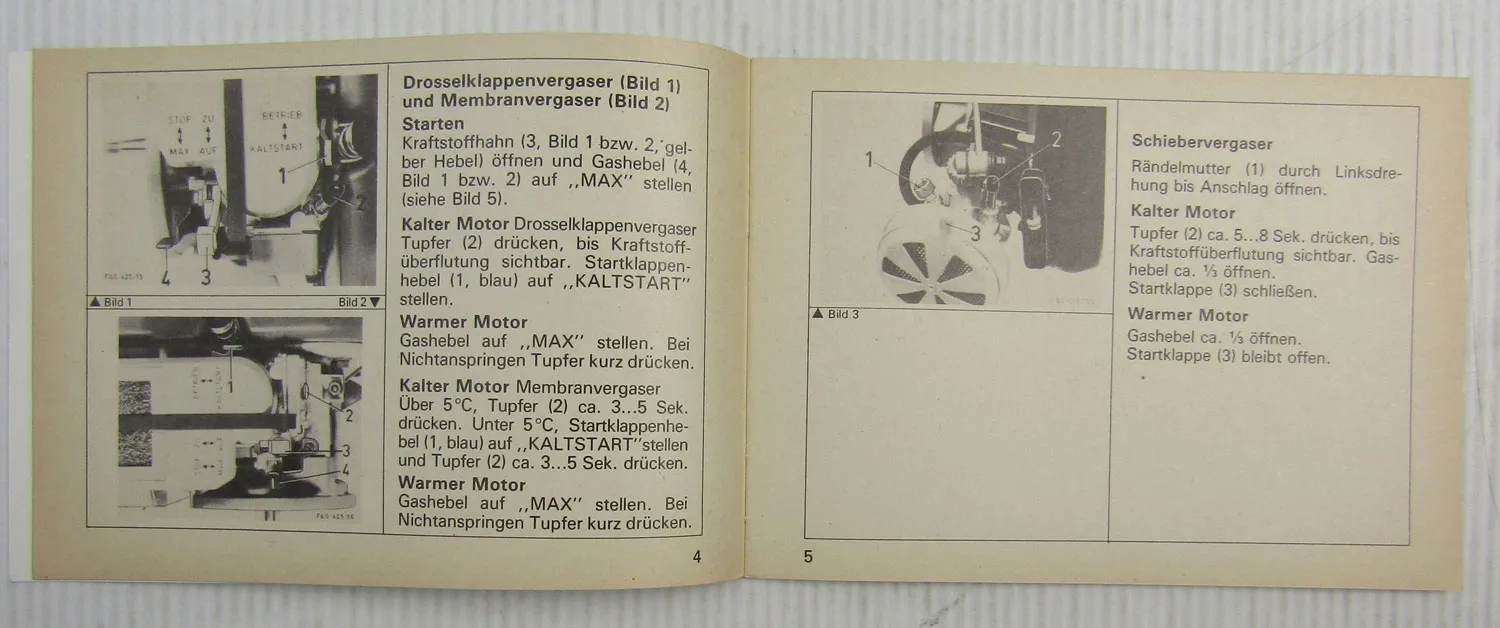 STOP ZU
BETRIEB
MAX AUF
KALTSTART
1
2
4
3
F&S 425-15
▲ Bild 1
Bild 2 ▼
BETRIEB
KALTSTART
1
2
3
4
F&S 425.16
Drosselklappenvergaser (Bild 1)
und Membranvergaser (Bild 2)
Starten
Kraftstoffhahn (3, Bild 1 bzw. 2, gel-
ber Hebel) öffnen und Gashebel (4,
Bild 1 bzw. 2) auf ,,MAX'' stellen
(siehe Bild 5).
Kalter Motor Drosselklappenvergaser
Tupfer (2) drücken, bis Kraftstoff-
überflutung sichtbar. Startklappen-
hebel (1, blau) auf ,,KALTSTART''
stellen.
Warmer Motor
Gashebel auf ,,MAX'' stellen. Bei
Nichtanspringen Tupfer kurz drücken.
Kalter Motor Membranvergaser
Über 5°C, Tupfer (2) ca. 3...5 Sek.
drücken. Unter 5°C, Startklappenhe-
bel (1, blau) auf ,,KALTSTART''stellen
und Tupfer (2) ca. 3...5 Sek. drücken.
Warmer Motor
Gashebel auf ,,MAX'' stellen. Bei
Nichtanspringen Tupfer kurz drücken.
4
1
2
3
▲ Bild 3
Schiebervergaser
Rändelmutter (1) durch Linksdre-
hung bis Anschlag öffnen.
Kalter Motor
Tupfer (2) ca. 5...8 Sek. drücken, bis
Kraftstoffüberflutung sichtbar. Gas-
hebel ca. ⅓ öffnen.
Startklappe (3) schließen.
Warmer Motor
Gashebel ca. ⅓ öffnen.
Startklappe (3) bleibt offen.
5